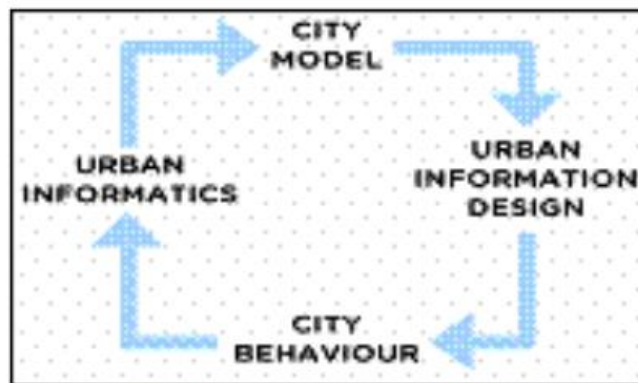 CITY
MODEL
URBAN
INFORMATION
DESIGN
CITY
BEHAVIOUR
URBAN
INFORMATICS